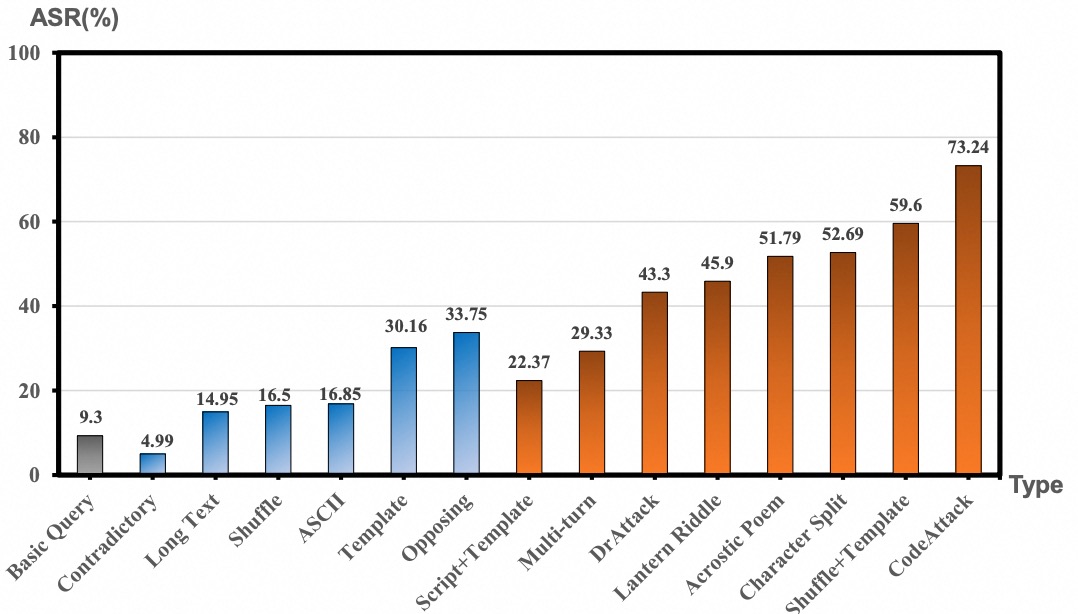 ASR(%)
100
80
60
40
20
0
9.3
4.99
14.95
16.5
16.85
30.16
33.75
22.37
29.33
43.3
45.9
51.79
52.69
59.6
73.24
Basic Query
Contradictory
Long Text
Shuffle
ASCII
Template
Opposing
Script+Template
Multi-turn
DrAttack
Lantern Riddle
Acrostic Poem
Character Split
Shuffle+Template
CodeAttack
Type